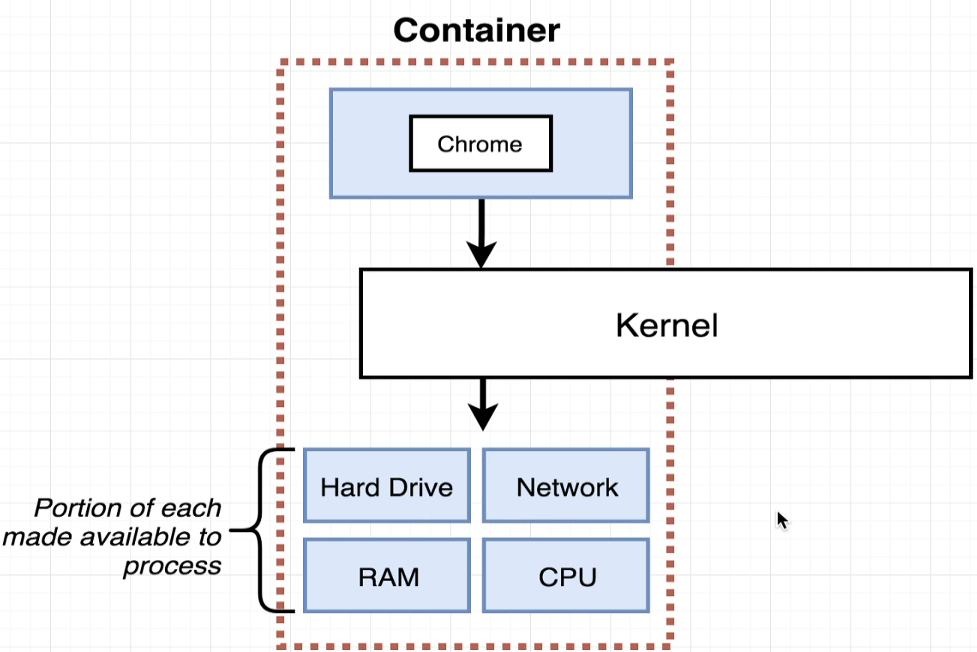 Container
Chrome
Kernel
Hard Drive
Network
Portion of each
made available to
process
RAM
CPU